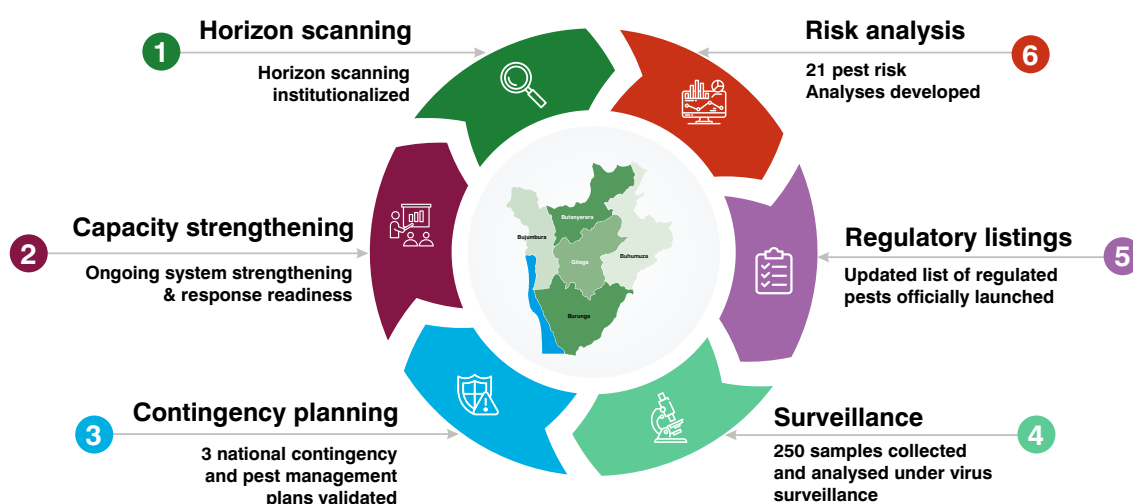 1
Horizon scanning
Horizon scanning
institutionalized
2
Capacity strengthening
Ongoing system strengthening
& response readiness
3
Contingency planning
3 national contingency
and pest management
plans validated
4
Surveillance
250 samples collected
and analysed under virus
surveillance
5
Regulatory listings
Updated list of regulated
pests officially launched
6
Risk analysis
21 pest risk
Analyses developed
Butanyerera
Bujumbura
Gitega
Buhumuza
Burunga